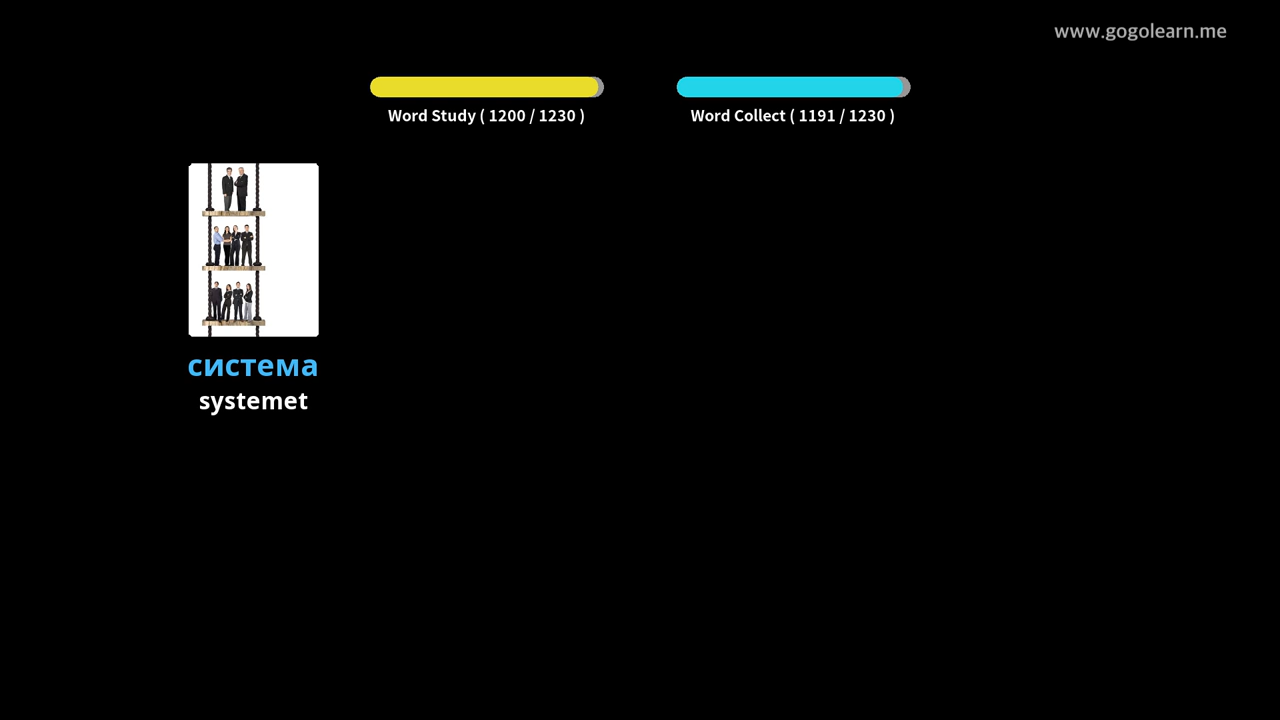 www.gogolearn.me
Word Study ( 1200 / 1230 )
Word Collect ( 1191 / 1230 )
система
systemet